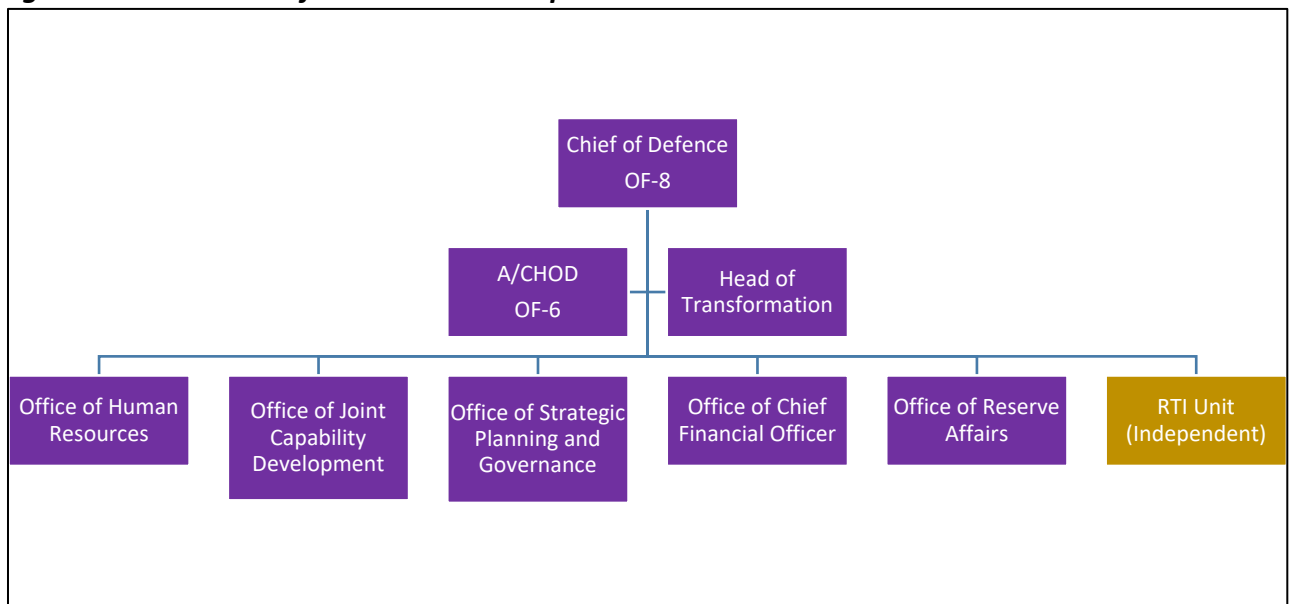 Chief of Defence
OF-8
A/CHOD
OF-6
Head of
Transformation
Office of Human
Resources
Office of Joint
Capability
Development
Office of Strategic
Planning and
Governance
Office of Chief
Financial Officer
Office of Reserve
Affairs
RTI Unit
(Independent)